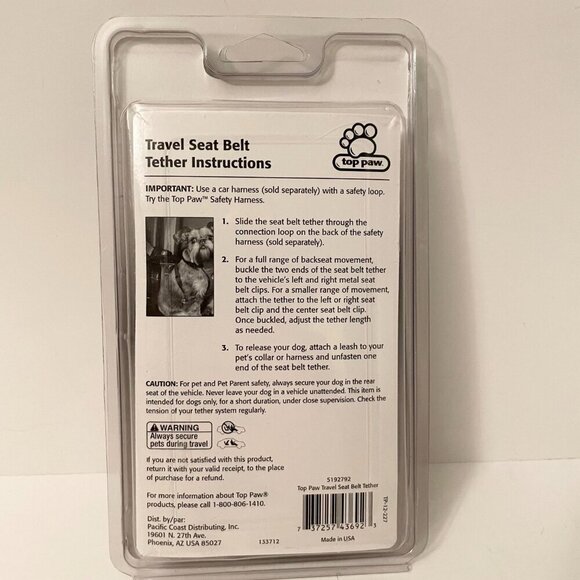 Travel Seat Belt
Tether Instructions
top paw™
IMPORTANT: Use a car harness (sold separately) with a safety loop.
Try the Top Paw™ Safety Harness.
1. Slide the seat belt tether through the
connection loop on the back of the safety
harness (sold separately).
2. For a full range of backseat movement,
buckle the two ends of the seat belt tether
to the vehicle's left and right metal seat
belt clips. For a smaller range of movement,
attach the tether to the left or right seat
belt clip and the center seat belt clip.
Once buckled, adjust the tether length
as needed.
3. To release your dog, attach a leash to your
pet's collar or harness and unfasten one
end of the seat belt tether.
CAUTION: For pet and Pet Parent safety, always secure your dog in the rear
seat of the vehicle. Never leave your dog in a vehicle unattended. This item is
intended for dogs only, for a short duration, under close supervision. Check the
tension of your tether system regularly.
WARNING
Always secure
pets during travel
If you are not satisfied with this product,
return it with your valid receipt, to the place
of purchase for a refund.
For more information about Top Paw®
products, please call 1-800-806-1410.
Dist. by/par:
Pacific Coast Distributing, Inc.
19601 N. 27th Ave.
Phoenix, AZ USA 85027
133712
5192792
Top Paw Travel Seat Belt Tether
7 37257 43692 3
Made in USA
TP-12-227